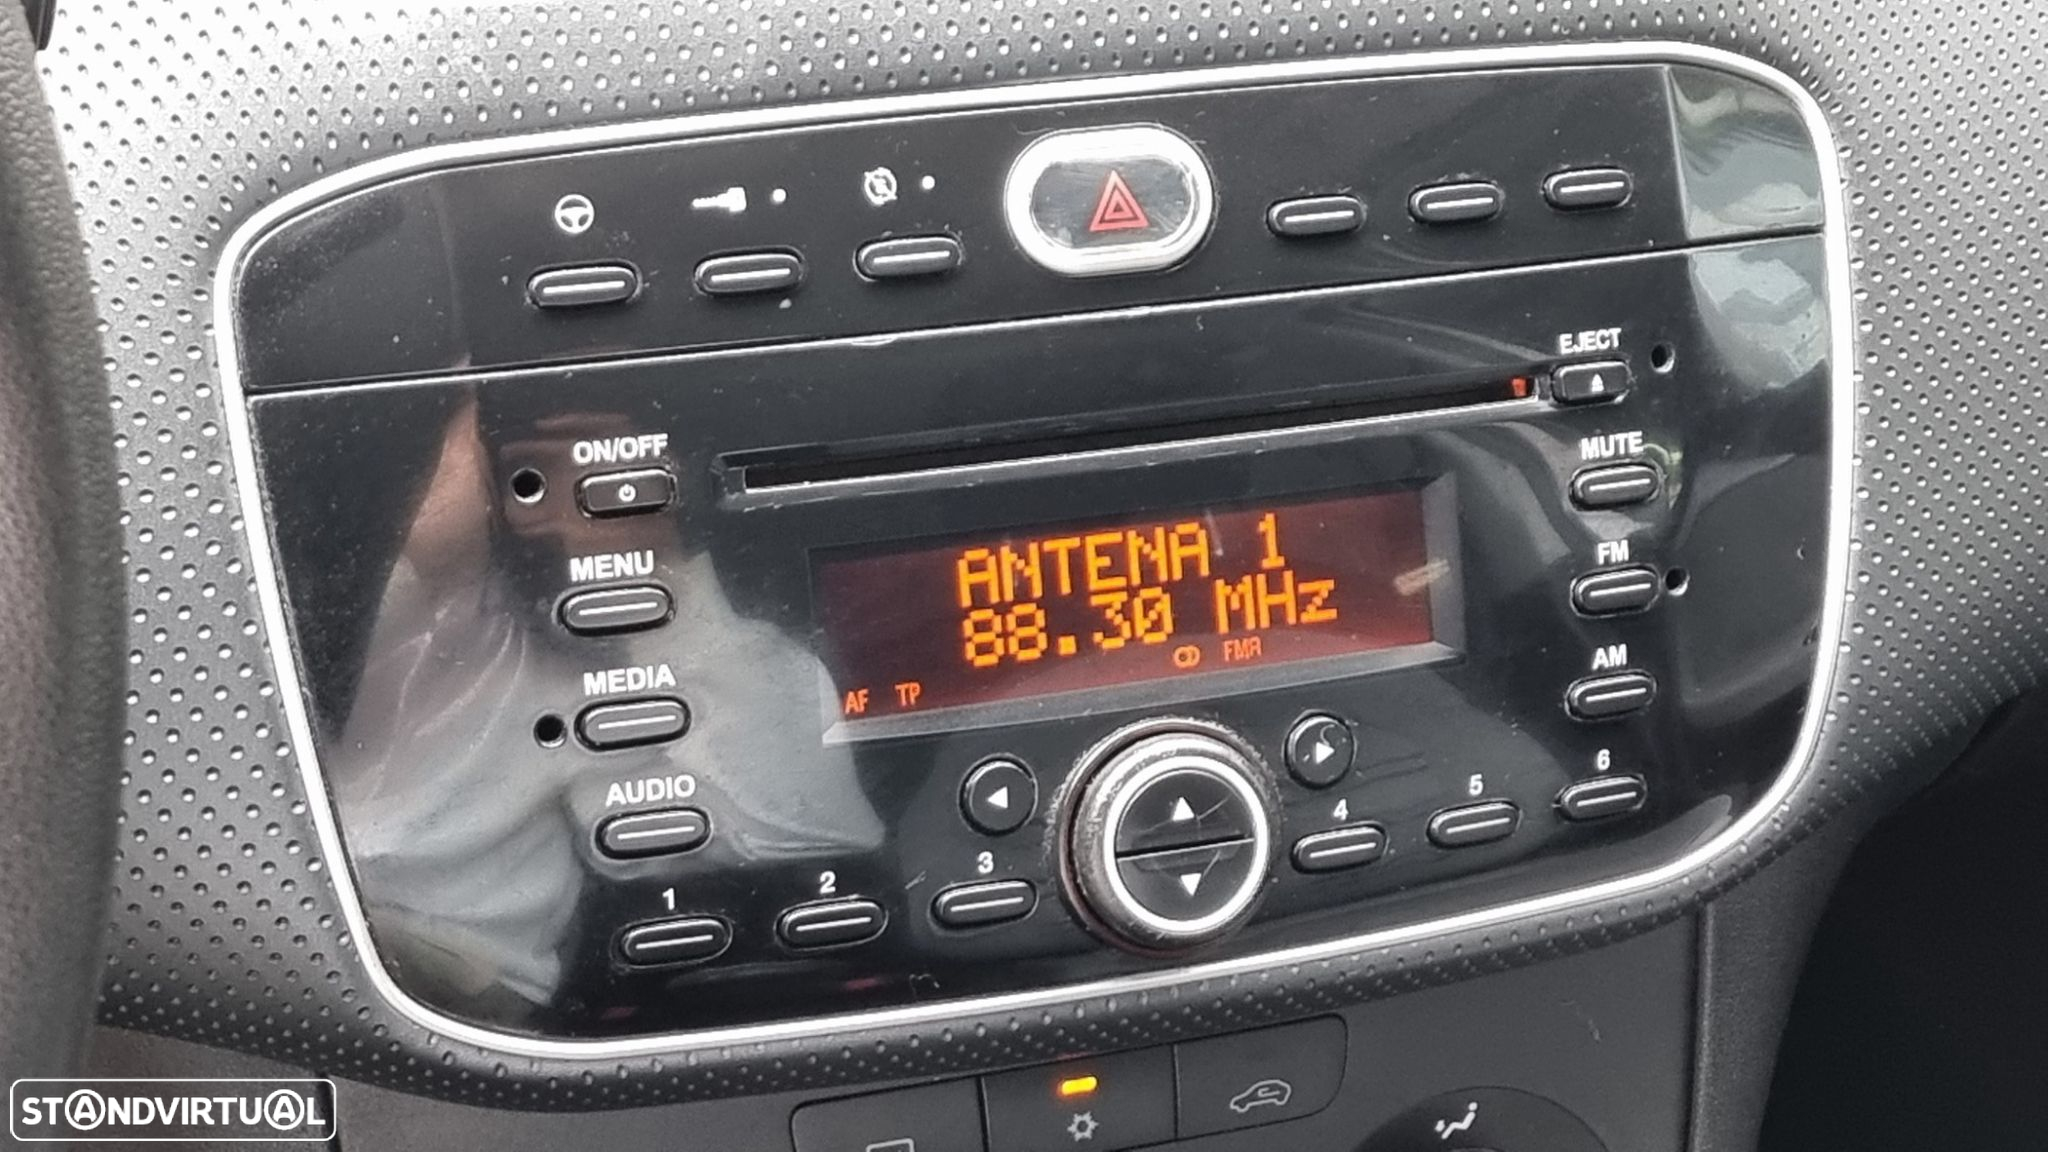 EJECT
ON/OFF
MUTE
MENU
FM
MEDIA
AM
AUDIO
ANTENA 1
88.30 MHz
FMA
AF TP
1
2
3
4
5
6
STANDVIRTUAL